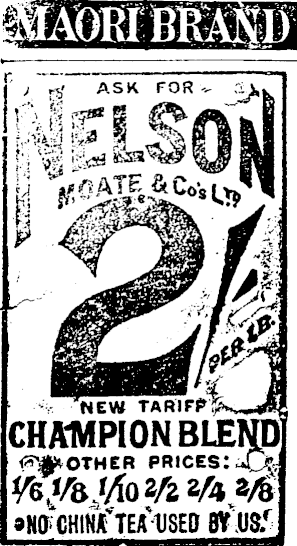 MAORI BRAND
ASK FOR
NELSON
MOATE & Co's LTD
2/
PER LB.
NEW TARIFF
CHAMPION BLEND
OTHER PRICES:
1/6 1/8 1/10 2/2 2/4 2/8
NO CHINA TEA USED BY US.